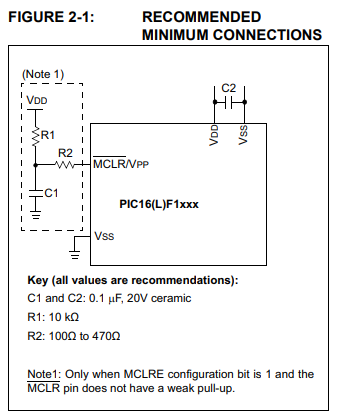 FIGURE 2-1: RECOMMENDED
MINIMUM CONNECTIONS
(Note 1)
VDD
R1
R2
C1
C2
VDD
VSS
MCLR/VPP
PIC16(L)F1xxx
VSS
Key (all values are recommendations):
C1 and C2: 0.1 μF, 20V ceramic
R1: 10 kΩ
R2: 100Ω to 470Ω
Note1: Only when MCLRE configuration bit is 1 and the
MCLR pin does not have a weak pull-up.